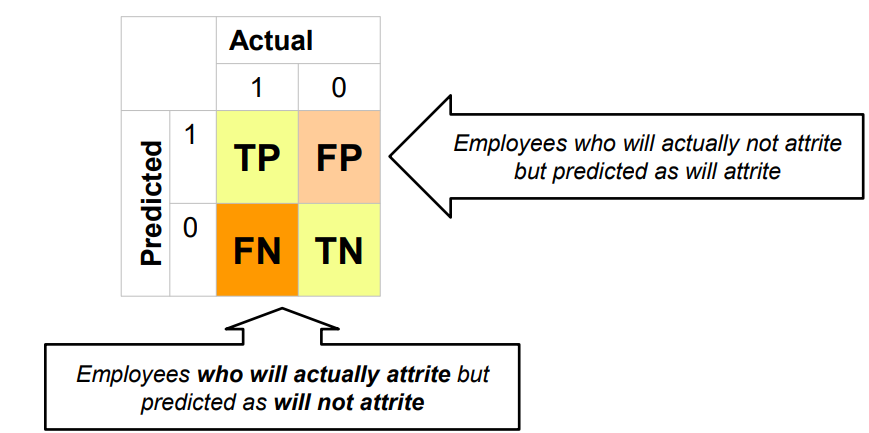 Actual
1 0
Predicted
1
TP FP
0
FN TN
Employees who will actually not attrite
but predicted as will attrite
Employees who will actually attrite but
predicted as will not attrite